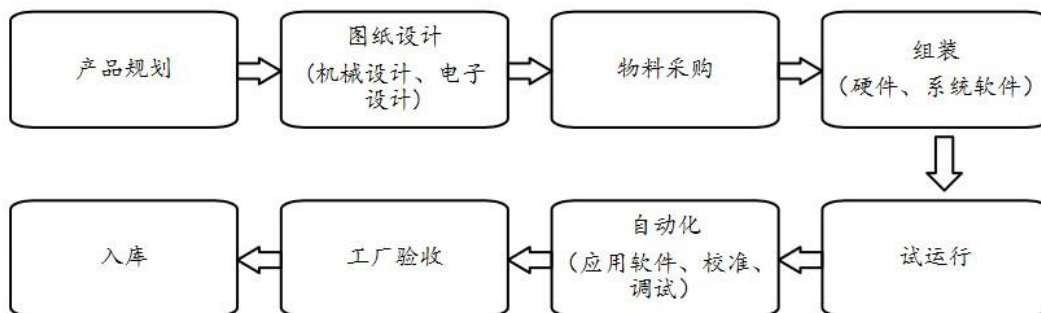 产品规划
图纸设计
（机械设计、电子
设计）
物料采购
组装
（硬件、系统软件）
试运行
自动化
（应用软件、校准、
调试）
工厂验收
入库